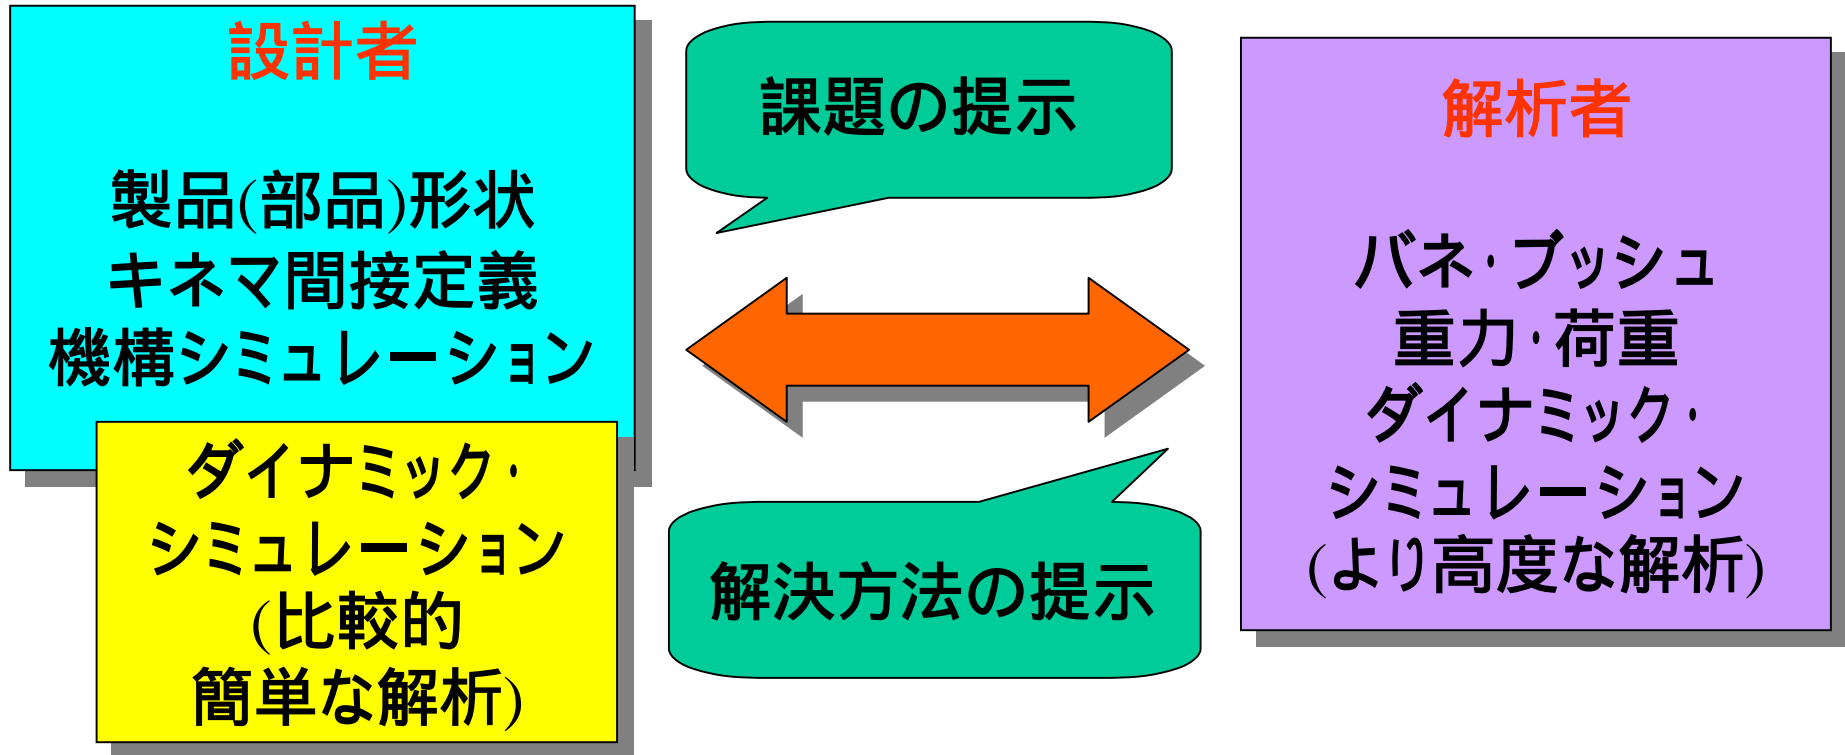 設計者
製品(部品)形状
キネマ間接定義
機構シミュレーション
ダイナミック・
シミュレーション
(比較的
簡単な解析)
課題の提示
解決方法の提示
解析者
バネ・ブッシュ
重力・荷重
ダイナミック・
シミュレーション
(より高度な解析)